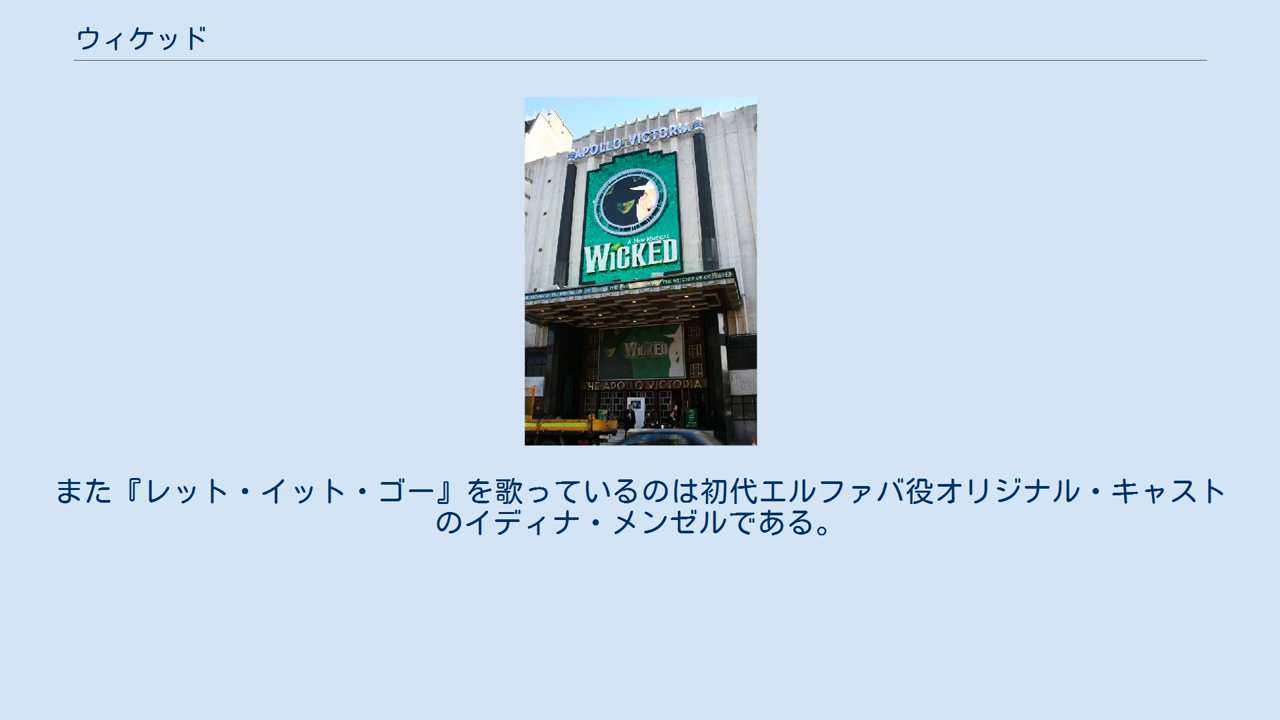 ウィケッド
APOLLO VICTORIA
A NEW MUSICAL
WICKED
WICKED
THE APOLLO VICTORIA
また『レット・イット・ゴー』を歌っているのは初代エルファバ役オリジナル・キャスト
のイディナ・メンゼルである。